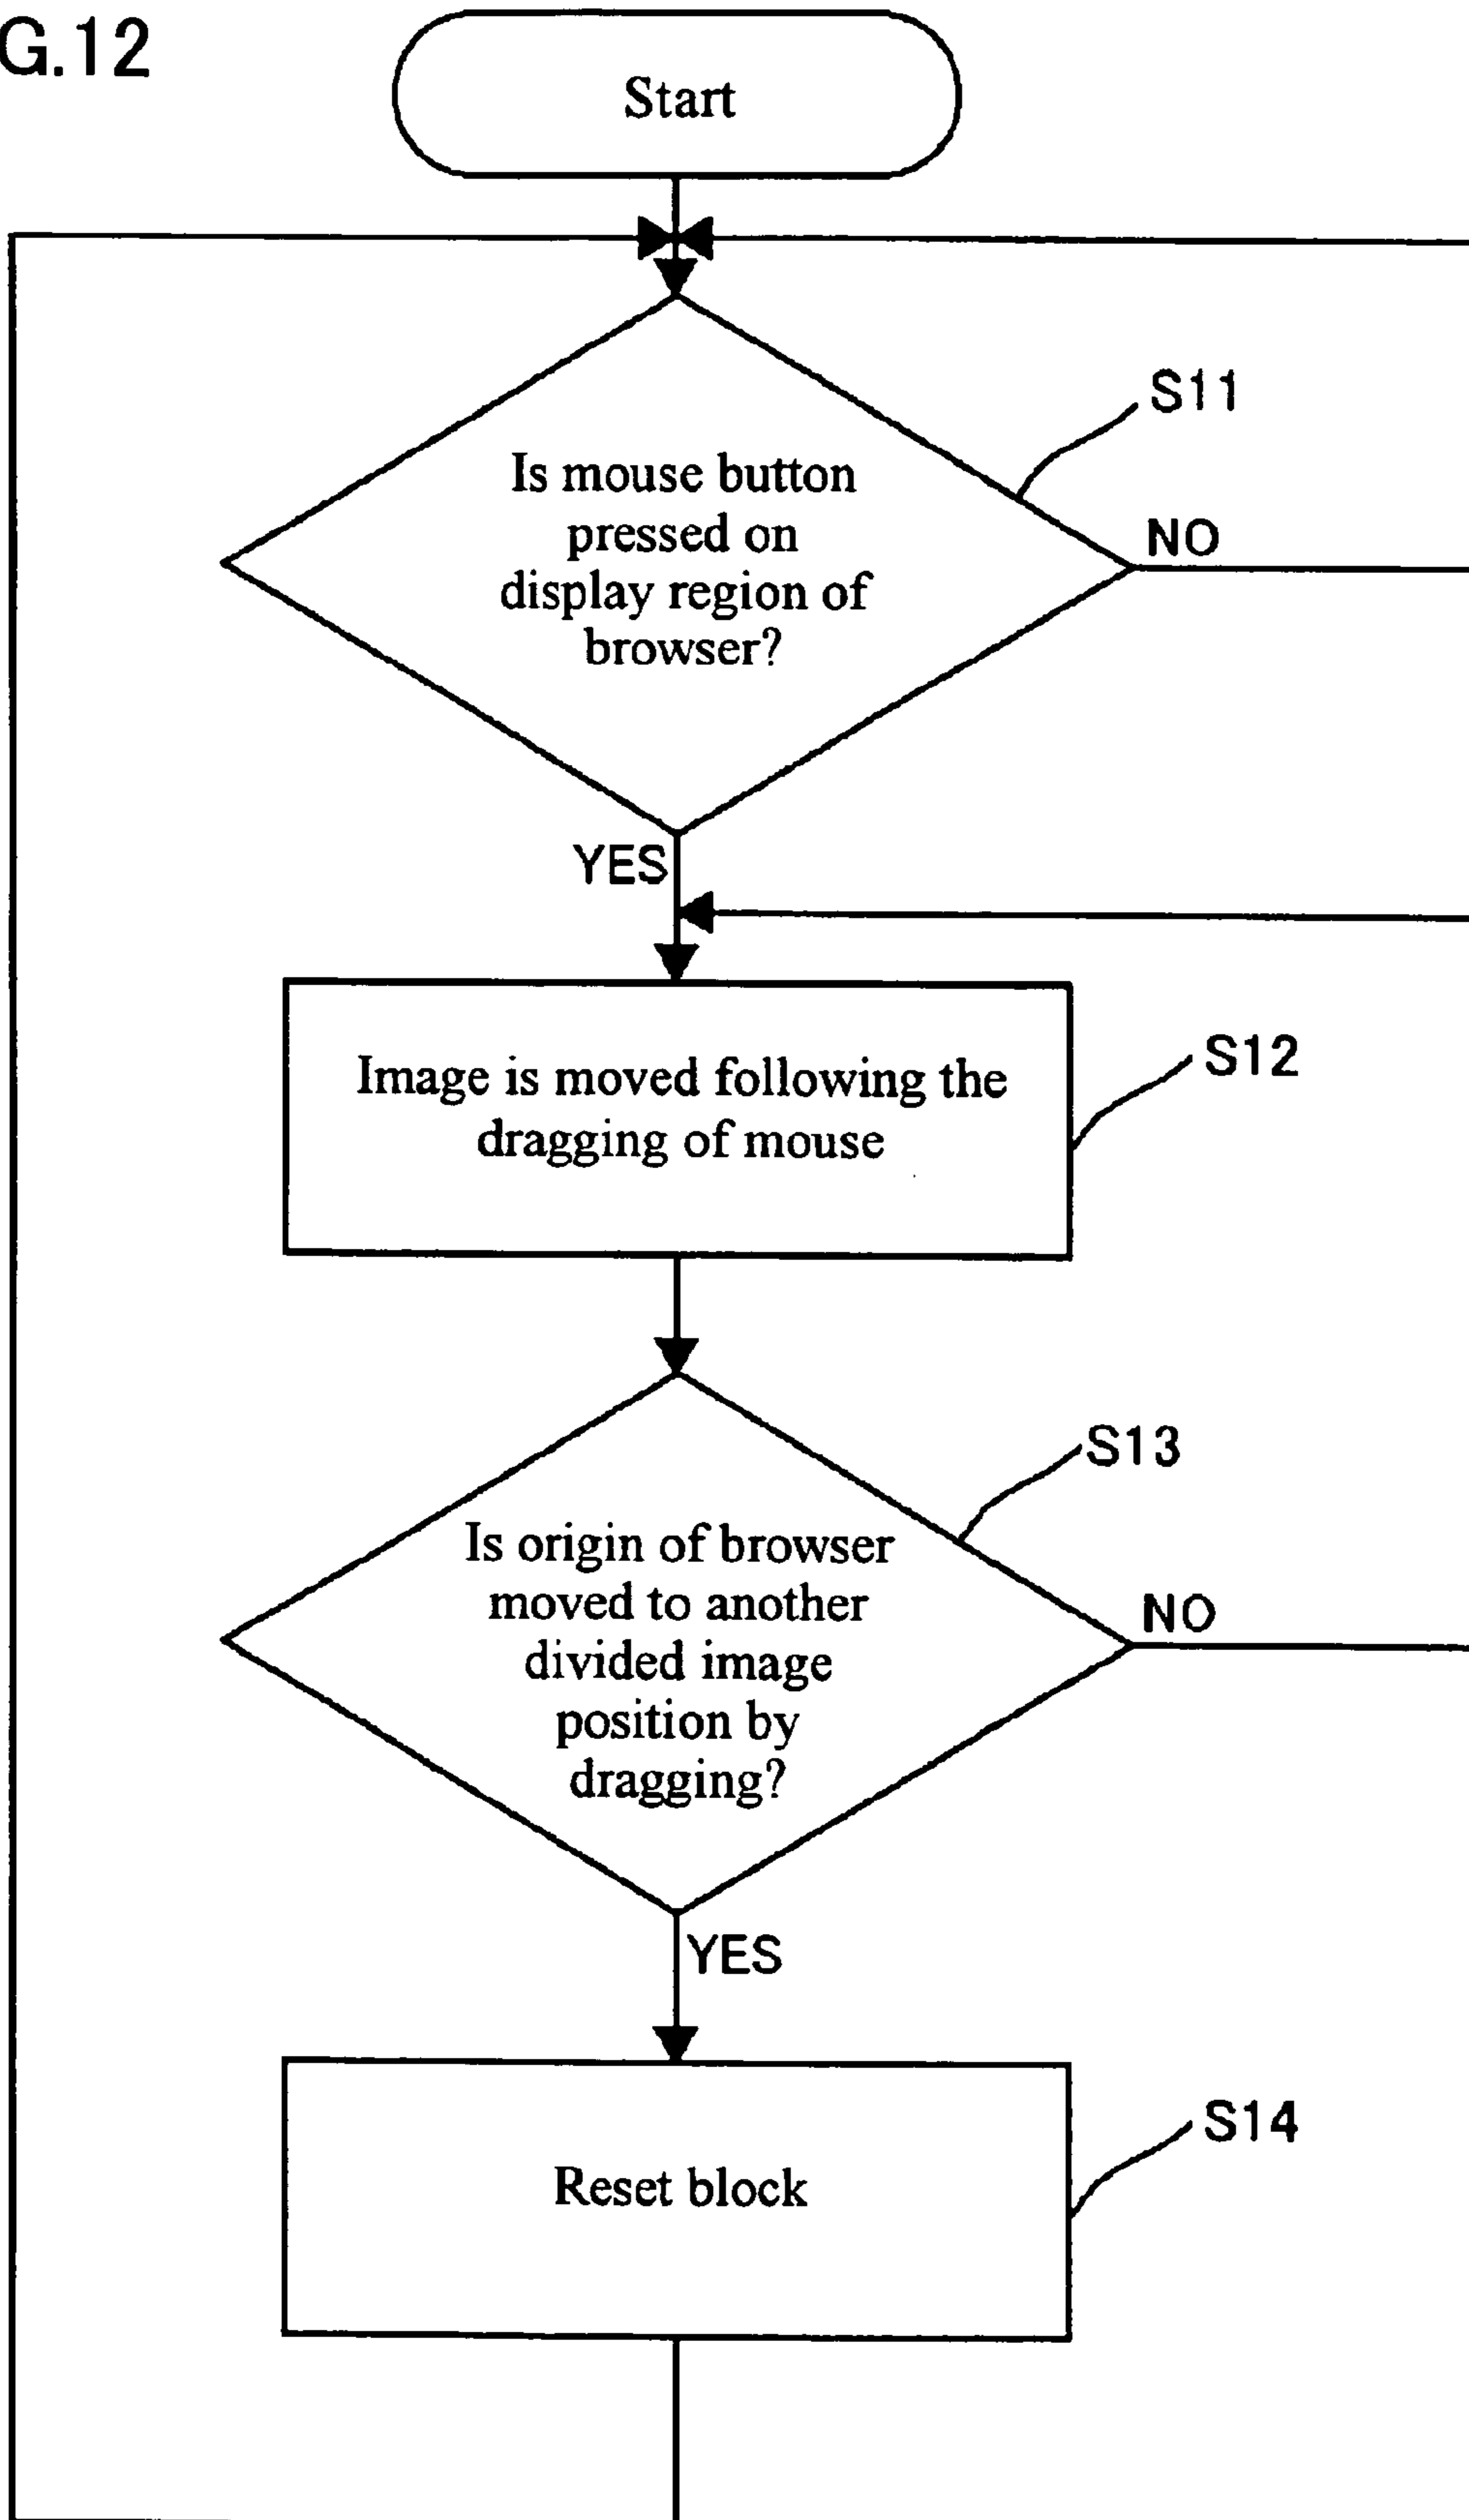 G.12
Start
S11
Is mouse button
pressed on
display region of
browser?
NO
YES
Image is moved following the
dragging of mouse
S12
S13
Is origin of browser
moved to another
divided image
position by
dragging?
NO
YES
S14
Reset block